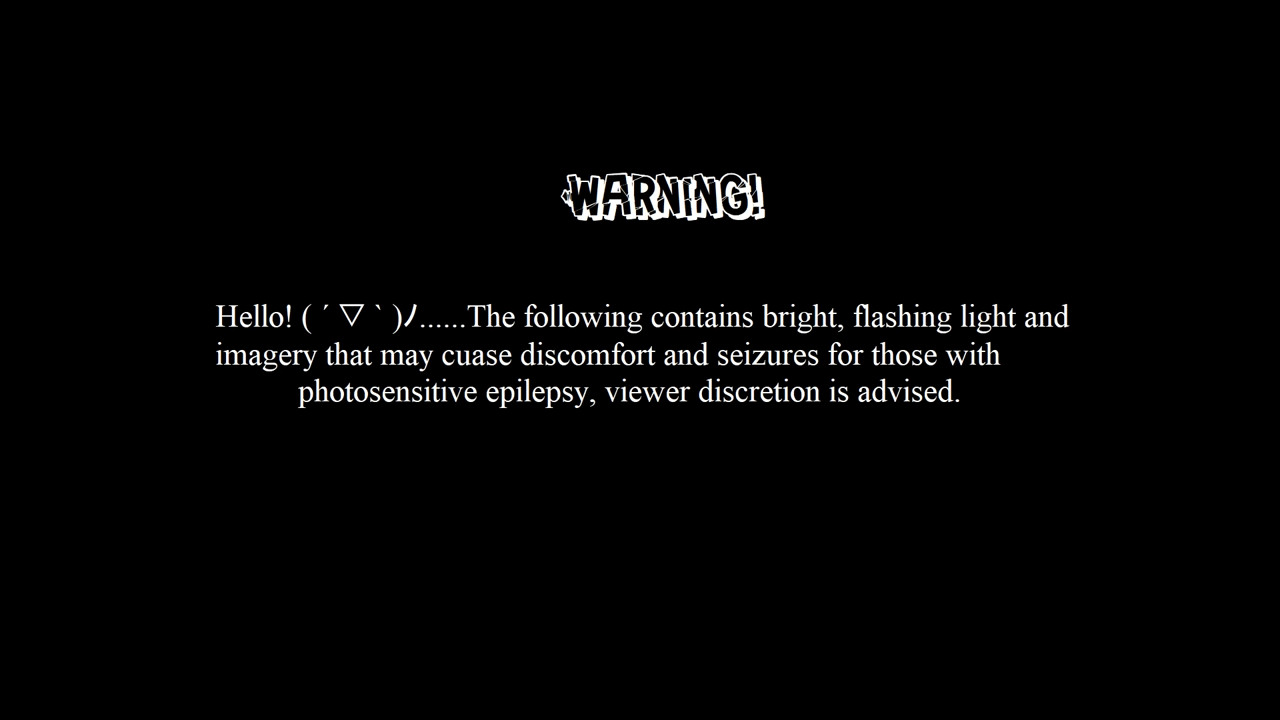 WARNING!
Hello! ( ´ ▽ ` )ﾉ......The following contains bright, flashing light and
imagery that may cuase discomfort and seizures for those with
photosensitive epilepsy, viewer discretion is advised.